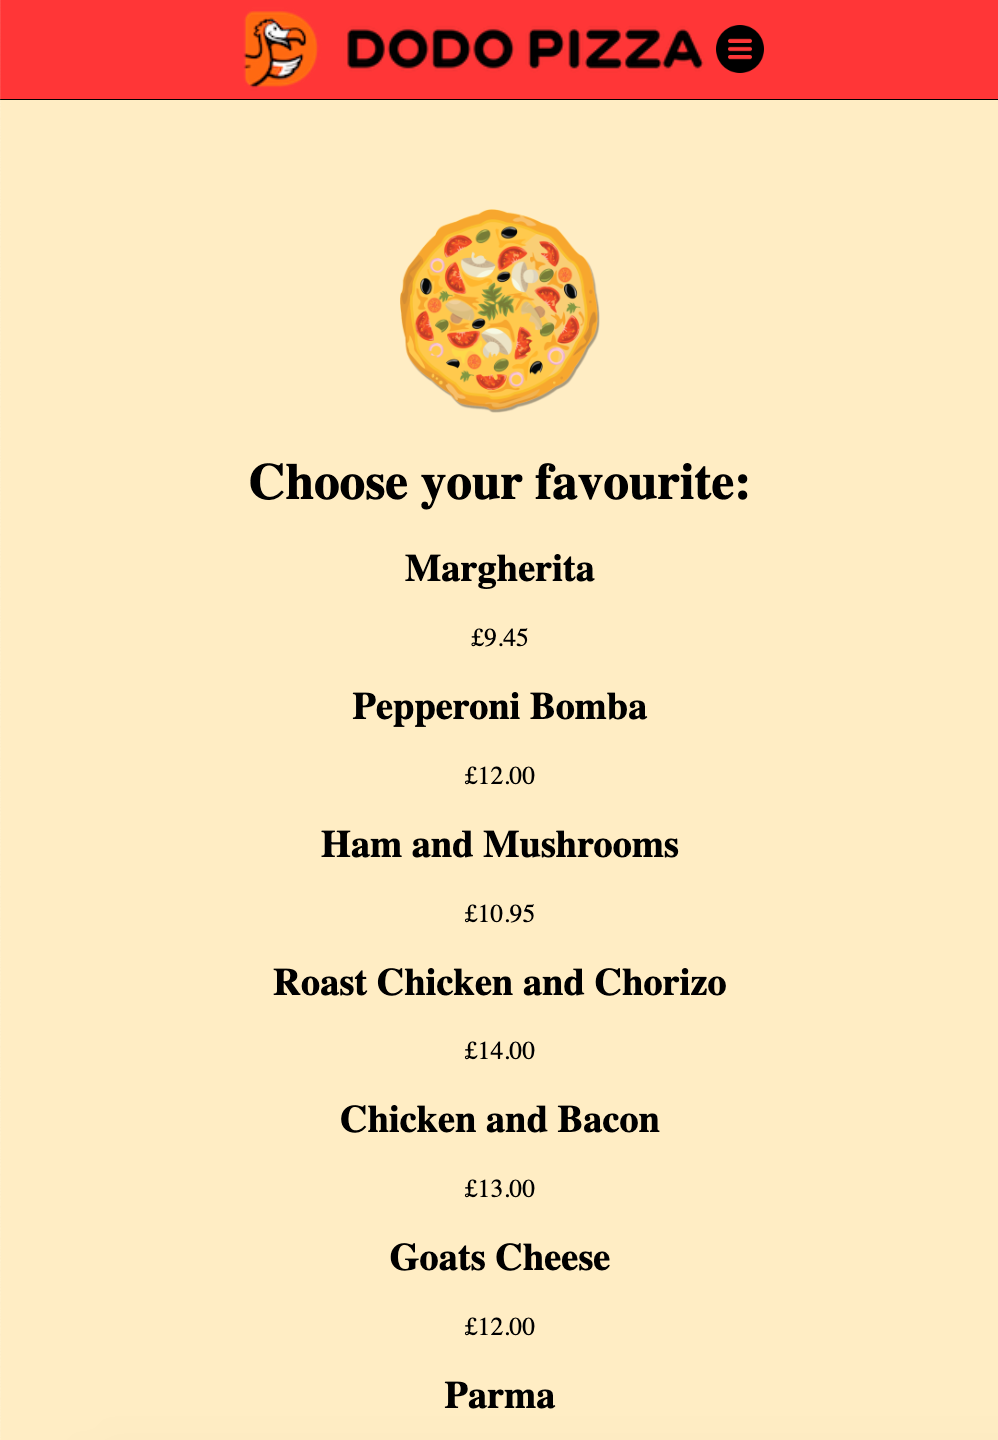 DODO PIZZA
Choose your favourite:
Margherita
£9.45
Pepperoni Bomba
£12.00
Ham and Mushrooms
£10.95
Roast Chicken and Chorizo
£14.00
Chicken and Bacon
£13.00
Goats Cheese
£12.00
Parma